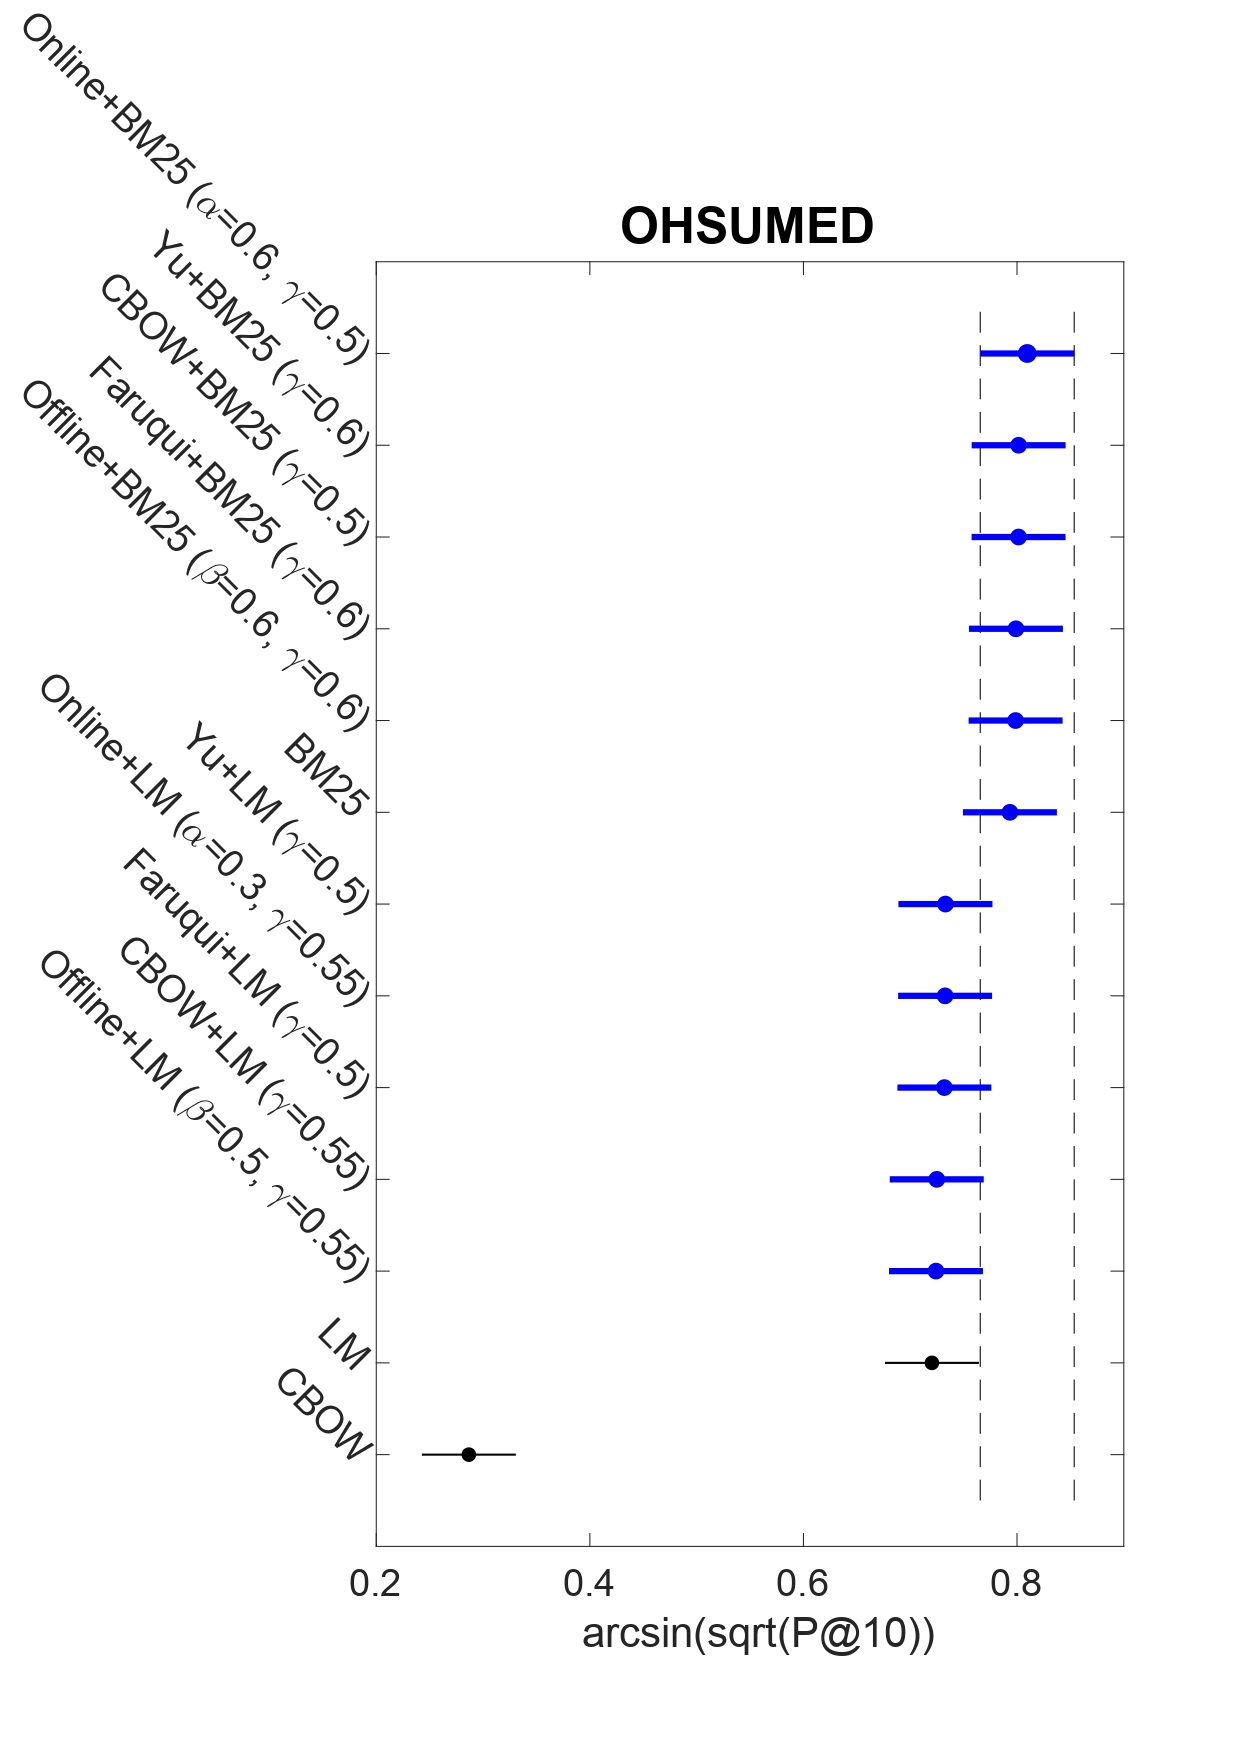 OHSUMED
Online+BM25 (α=0.6, γ=0.5)
Yu+BM25 (γ=0.6)
CBOW+BM25 (γ=0.5)
Faruqui+BM25 (γ=0.6)
Offline+BM25 (β=0.6, γ=0.6)
BM25
Yu+LM (γ=0.5)
Online+LM (α=0.3, γ=0.55)
Faruqui+LM (γ=0.5)
CBOW+LM (γ=0.55)
Offline+LM (β=0.5, γ=0.55)
LM
CBOW
0.2 0.4 0.6 0.8
arcsin(sqrt(P@10))